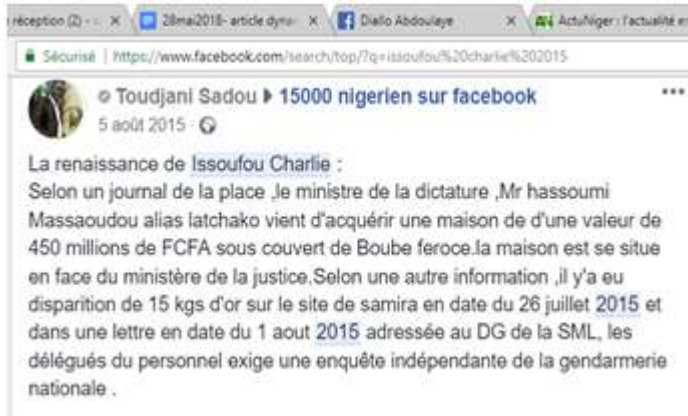 réception (2) -
28mai2018- article dynar
Diallo Abdoulaye
ActuNiger : l'actualité e
Sécurisé | https://www.facebook.com/search/top/?q=issoufou%20charlie%202015
Toudjani Sadou ▶ 15000 nigerien sur facebook
5 août 2015
La renaissance de Issoufou Charlie :
Selon un journal de la place ,le ministre de la dictature ,Mr hassoumi
Massaoudou alias latchako vient d'acquérir une maison de d'une valeur de
450 millions de FCFA sous couvert de Boube feroce.la maison est se situe
en face du ministère de la justice.Selon une autre information ,il y'a eu
disparition de 15 kgs d'or sur le site de samira en date du 26 juillet 2015 et
dans une lettre en date du 1 aout 2015 adressée au DG de la SML, les
délégués du personnel exige une enquête indépendante de la gendarmerie
nationale .